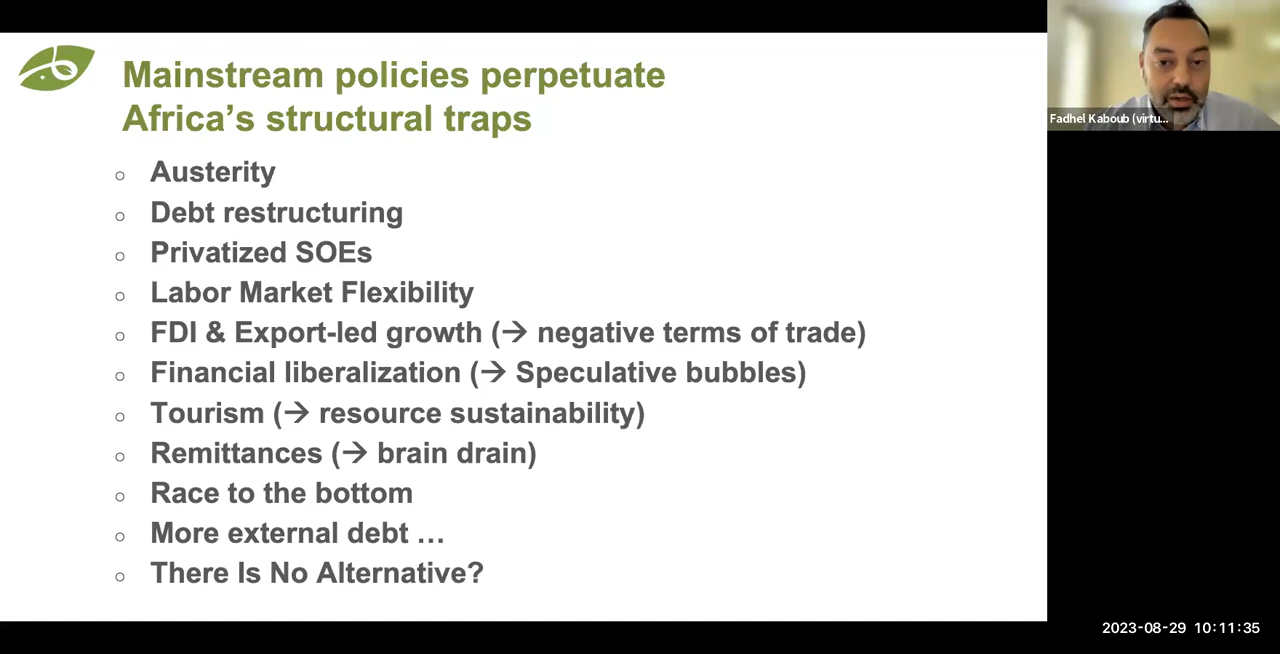 Mainstream policies perpetuate
Africa's structural traps
○ Austerity
○ Debt restructuring
○ Privatized SOEs
○ Labor Market Flexibility
○ FDI & Export-led growth (→ negative terms of trade)
○ Financial liberalization (→ Speculative bubbles)
○ Tourism (→ resource sustainability)
○ Remittances (→ brain drain)
○ Race to the bottom
○ More external debt …
○ There Is No Alternative?
Fadhel Kaboub (virtu...
2023-08-29 10:11:35